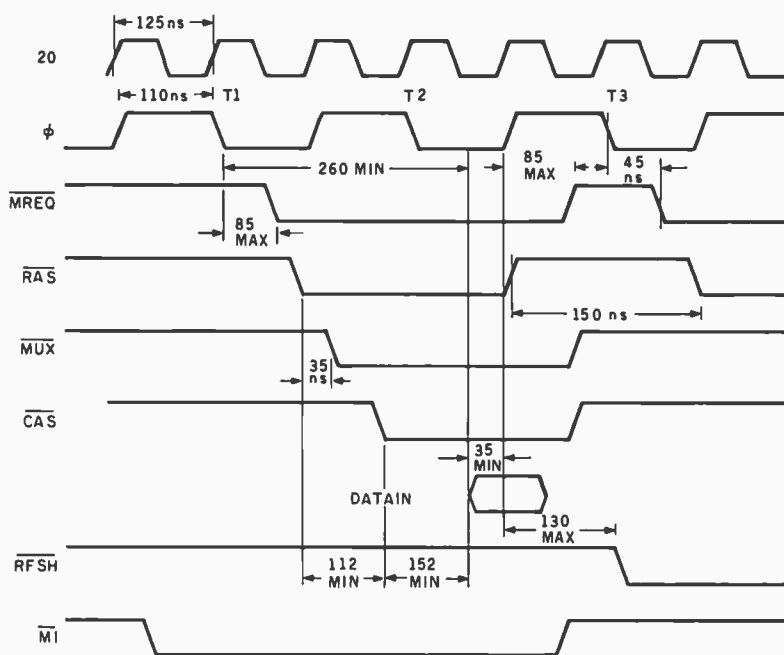 125ns
20
110ns
T1
T2
T3
ϕ
260 MIN
85
MAX
45
ns
MREQ
85
MAX
RAS
150 ns
MUX
35
ns
CAS
35
MIN
DATAIN
130
MAX
RFSH
112
MIN
152
MIN
M1